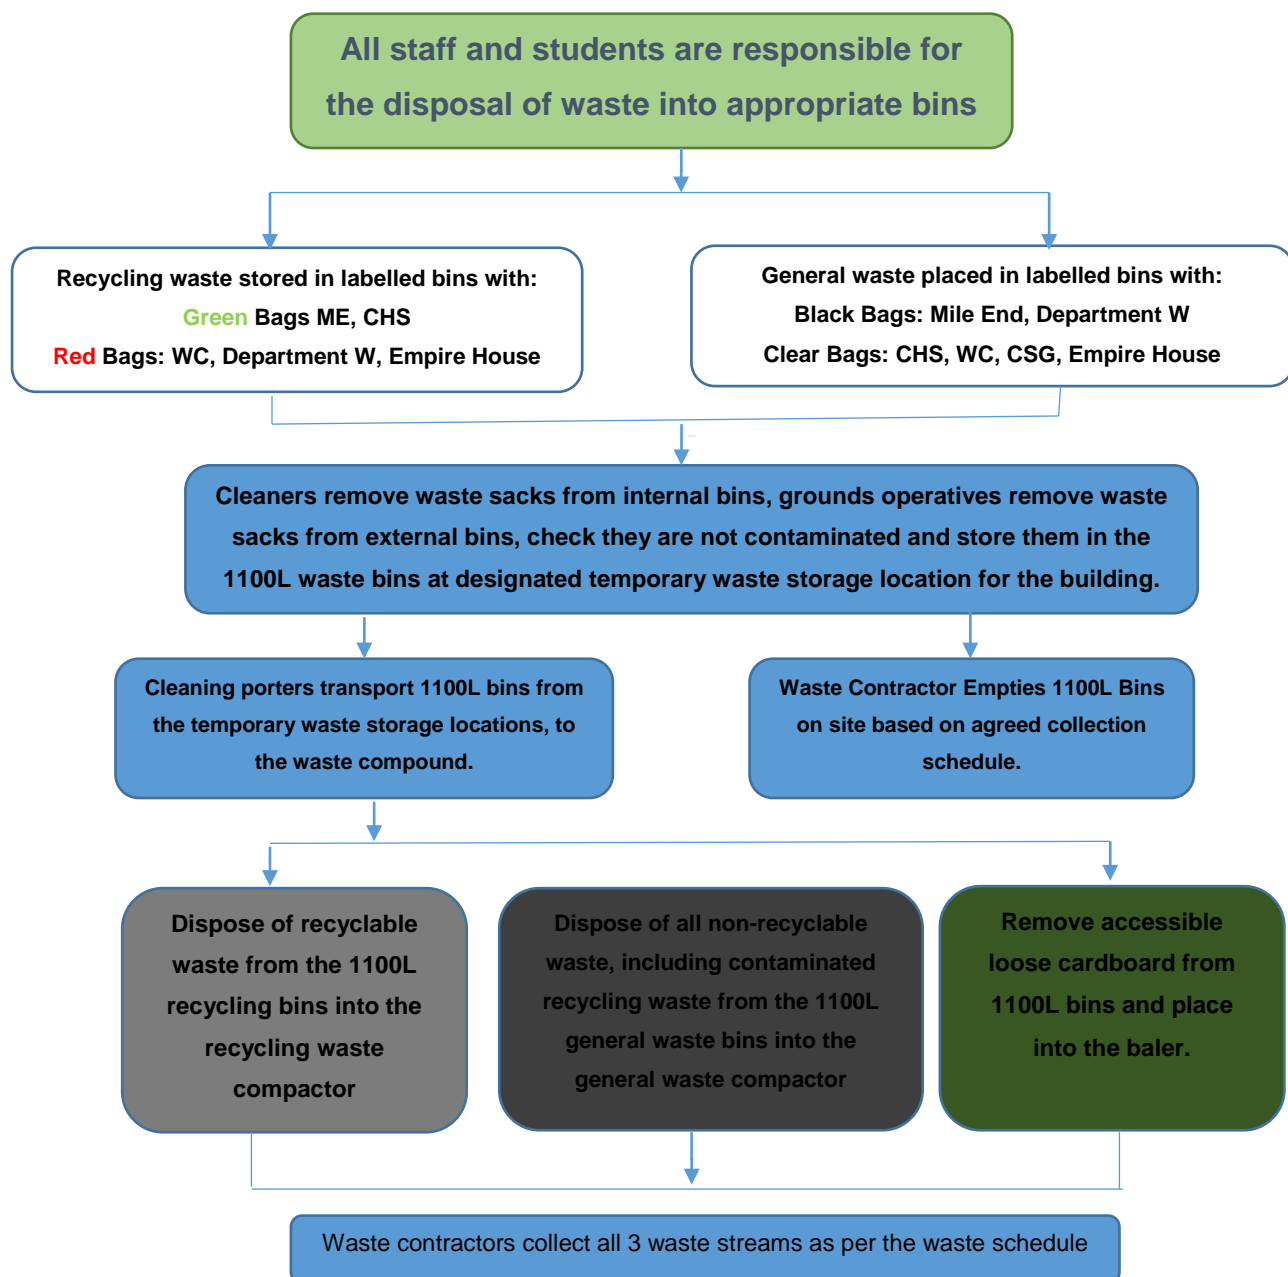 All staff and students are responsible for
the disposal of waste into appropriate bins
Recycling waste stored in labelled bins with:
Green Bags ME, CHS
Red Bags: WC, Department W, Empire House
General waste placed in labelled bins with:
Black Bags: Mile End, Department W
Clear Bags: CHS, WC, CSG, Empire House
Cleaners remove waste sacks from internal bins, grounds operatives remove waste
sacks from external bins, check they are not contaminated and store them in the
1100L waste bins at designated temporary waste storage location for the building.
Cleaning porters transport 1100L bins from
the temporary waste storage locations, to
the waste compound.
Waste Contractor Empties 1100L Bins
on site based on agreed collection
schedule.
Dispose of recyclable
waste from the 1100L
recycling bins into the
recycling waste
compactor
Dispose of all non-recyclable
waste, including contaminated
recycling waste from the 1100L
general waste bins into the
general waste compactor
Remove accessible
loose cardboard from
1100L bins and place
into the baler.
Waste contractors collect all 3 waste streams as per the waste schedule